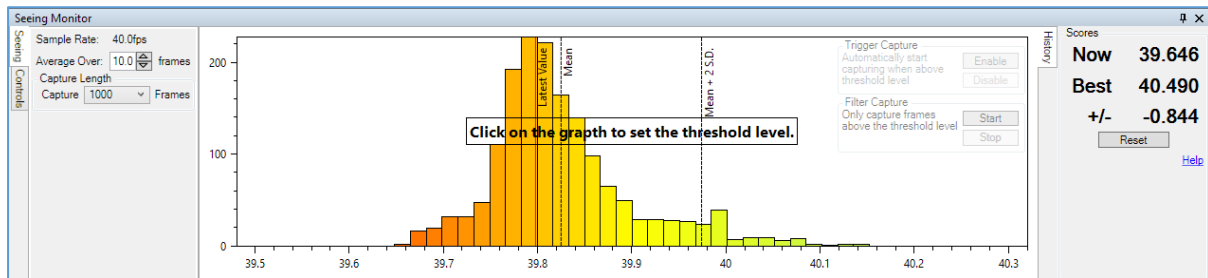 Seeing Monitor
Seeing
Controls
Sample Rate: 40.0fps
Average Over: 10.0 frames
Capture Length
Capture 1000 Frames
200
100
0
39.5 39.6 39.7 39.8 39.9 40 40.1 40.2 40.3
Latest Value
Mean
Mean + 2 S.D.
Click on the grapth to set the threshold level.
Trigger Capture
Automatically start
capturing when above
threshold level
Enable
Disable
Filter Capture
Only capture frames
above the threshold level
Start
Stop
History
Scores
Now 39.646
Best 40.490
+/- -0.844
Reset
Help